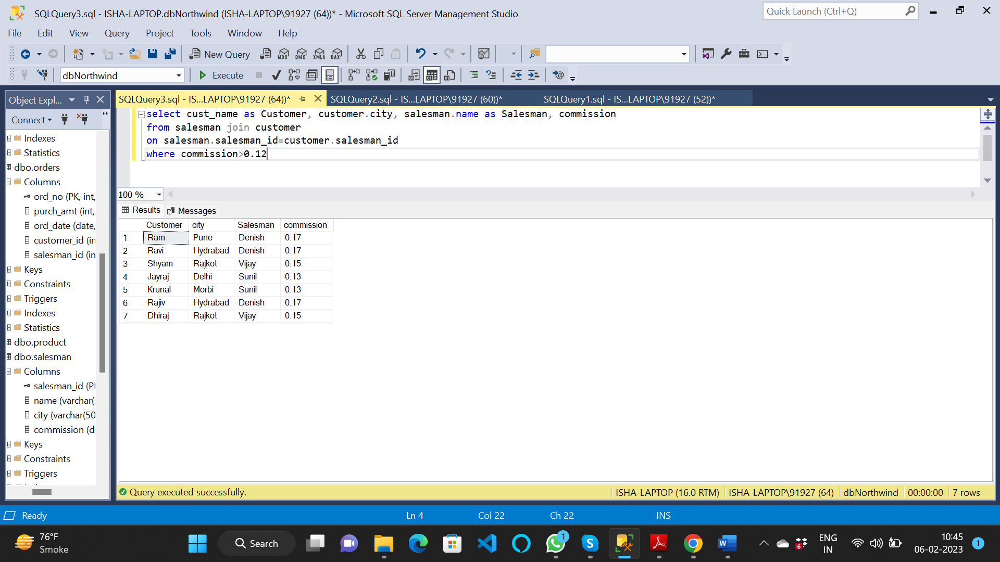 SQLQuery3.sql - ISHA-LAPTOP.dbNorthwind (ISHA-LAPTOP\91927 (64))* - Microsoft SQL Server Management Studio
Quick Launch (Ctrl+Q)
File Edit View Query Project Tools Window Help
New Query MDX DMX XMLA DAX
dbNorthwind Execute
Object Expl...
SQLQuery3.sql - IS...LAPTOP\91927 (64))* SQLQuery2.sql - IS...LAPTOP\91927 (60))* SQLQuery1.sql - IS...LAPTOP\91927 (52))*
Connect
Indexes
Statistics
dbo.orders
Columns
ord_no (PK, int,
purch_amt (int,
ord_date (date,
customer_id (in
salesman_id (in
Keys
Constraints
Triggers
Indexes
Statistics
dbo.product
dbo.salesman
Columns
salesman_id (Pl
name (varchar(
city (varchar(50
commission (d
Keys
Constraints
Triggers
select cust_name as Customer, customer.city, salesman.name as Salesman, commission
from salesman join customer
on salesman.salesman_id=customer.salesman_id
where commission>0.12
100 %
Results Messages
Customer city Salesman commission
1 Ram Pune Denish 0.17
2 Ravi Hydrabad Denish 0.17
3 Shyam Rajkot Vijay 0.15
4 Jayraj Delhi Sunil 0.13
5 Krunal Morbi Sunil 0.13
6 Rajiv Hydrabad Denish 0.17
7 Dhiraj Rajkot Vijay 0.15
Query executed successfully. ISHA-LAPTOP (16.0 RTM) ISHA-LAPTOP\91927 (64) dbNorthwind 00:00:00 7 rows
Ready Ln 4 Col 22 Ch 22 INS
76°F
Smoke
Search
1
6
ENG
IN
10:45
06-02-2023
1